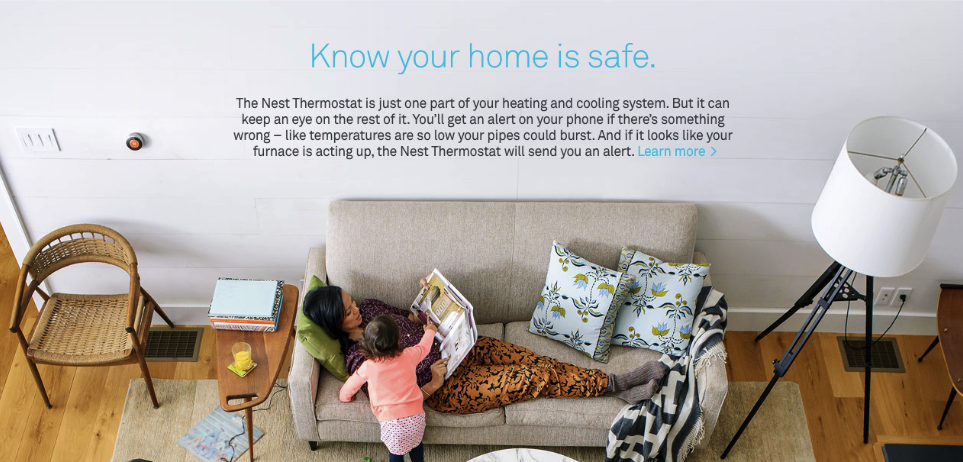 Know your home is safe.
The Nest Thermostat is just one part of your heating and cooling system. But it can
keep an eye on the rest of it. You’ll get an alert on your phone if there’s something
wrong – like temperatures are so low your pipes could burst. And if it looks like your
furnace is acting up, the Nest Thermostat will send you an alert. Learn more >